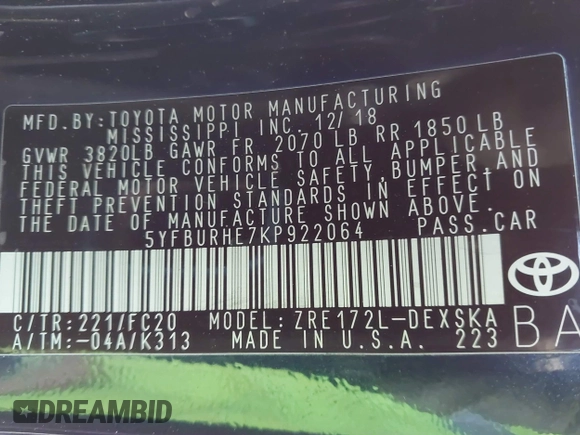 MFD.BY:TOYOTA MOTOR MANUFACTURING
MISSISSIPPI INC. 12/18
GVWR 3820LB GAWR FR 2070 LB RR 1850LB
THIS VEHICLE CONFORMS TO ALL APPLICABLE
FEDERAL MOTOR VEHICLE SAFETY,BUMPER,AND
THEFT PREVENTION STANDARDS IN EFFECT ON
THE DATE OF MANUFACTURE SHOWN ABOVE.
5YFBURHE7KP922064 PASS.CAR
C/TR:221/FC20 MODEL:ZRE172L-DEXSKA
A/TM:-04A/K313 MADE IN U.S.A. 223
BA
DREAMBID